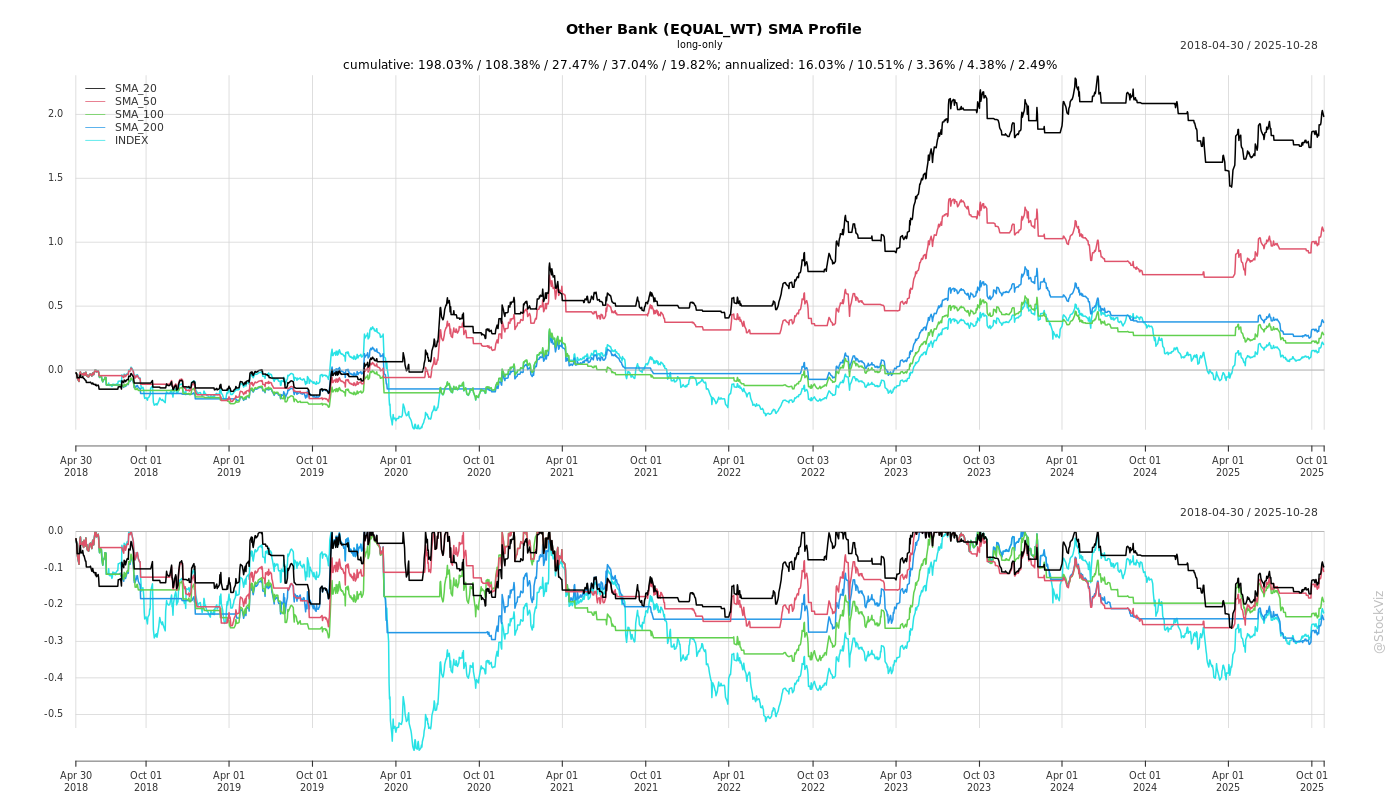 Other Bank (EQUAL_WT) SMA Profile
long-only
2018-04-30 / 2025-10-28
cumulative: 198.03% / 108.38% / 27.47% / 37.04% / 19.82%; annualized: 16.03% / 10.51% / 3.36% / 4.38% / 2.49%
SMA_20
SMA_50
SMA_100
SMA_200
INDEX
2.0
1.5
1.0
0.5
0.0
Apr 30 Oct 01 Apr 01 Oct 01 Apr 01 Oct 01 Apr 01 Oct 01 Apr 01 Oct 03 Apr 03 Oct 03 Apr 01 Oct 01 Apr 01 Oct 01
2018 2018 2019 2019 2020 2020 2021 2021 2022 2022 2023 2023 2024 2024 2025 2025
2018-04-30 / 2025-10-28
0.0
-0.1
-0.2
-0.3
-0.4
-0.5
Apr 30 Oct 01 Apr 01 Oct 01 Apr 01 Oct 01 Apr 01 Oct 01 Apr 01 Oct 03 Apr 03 Oct 03 Apr 01 Oct 01 Apr 01 Oct 01
2018 2018 2019 2019 2020 2020 2021 2021 2022 2022 2023 2023 2024 2024 2025 2025
@StockViz